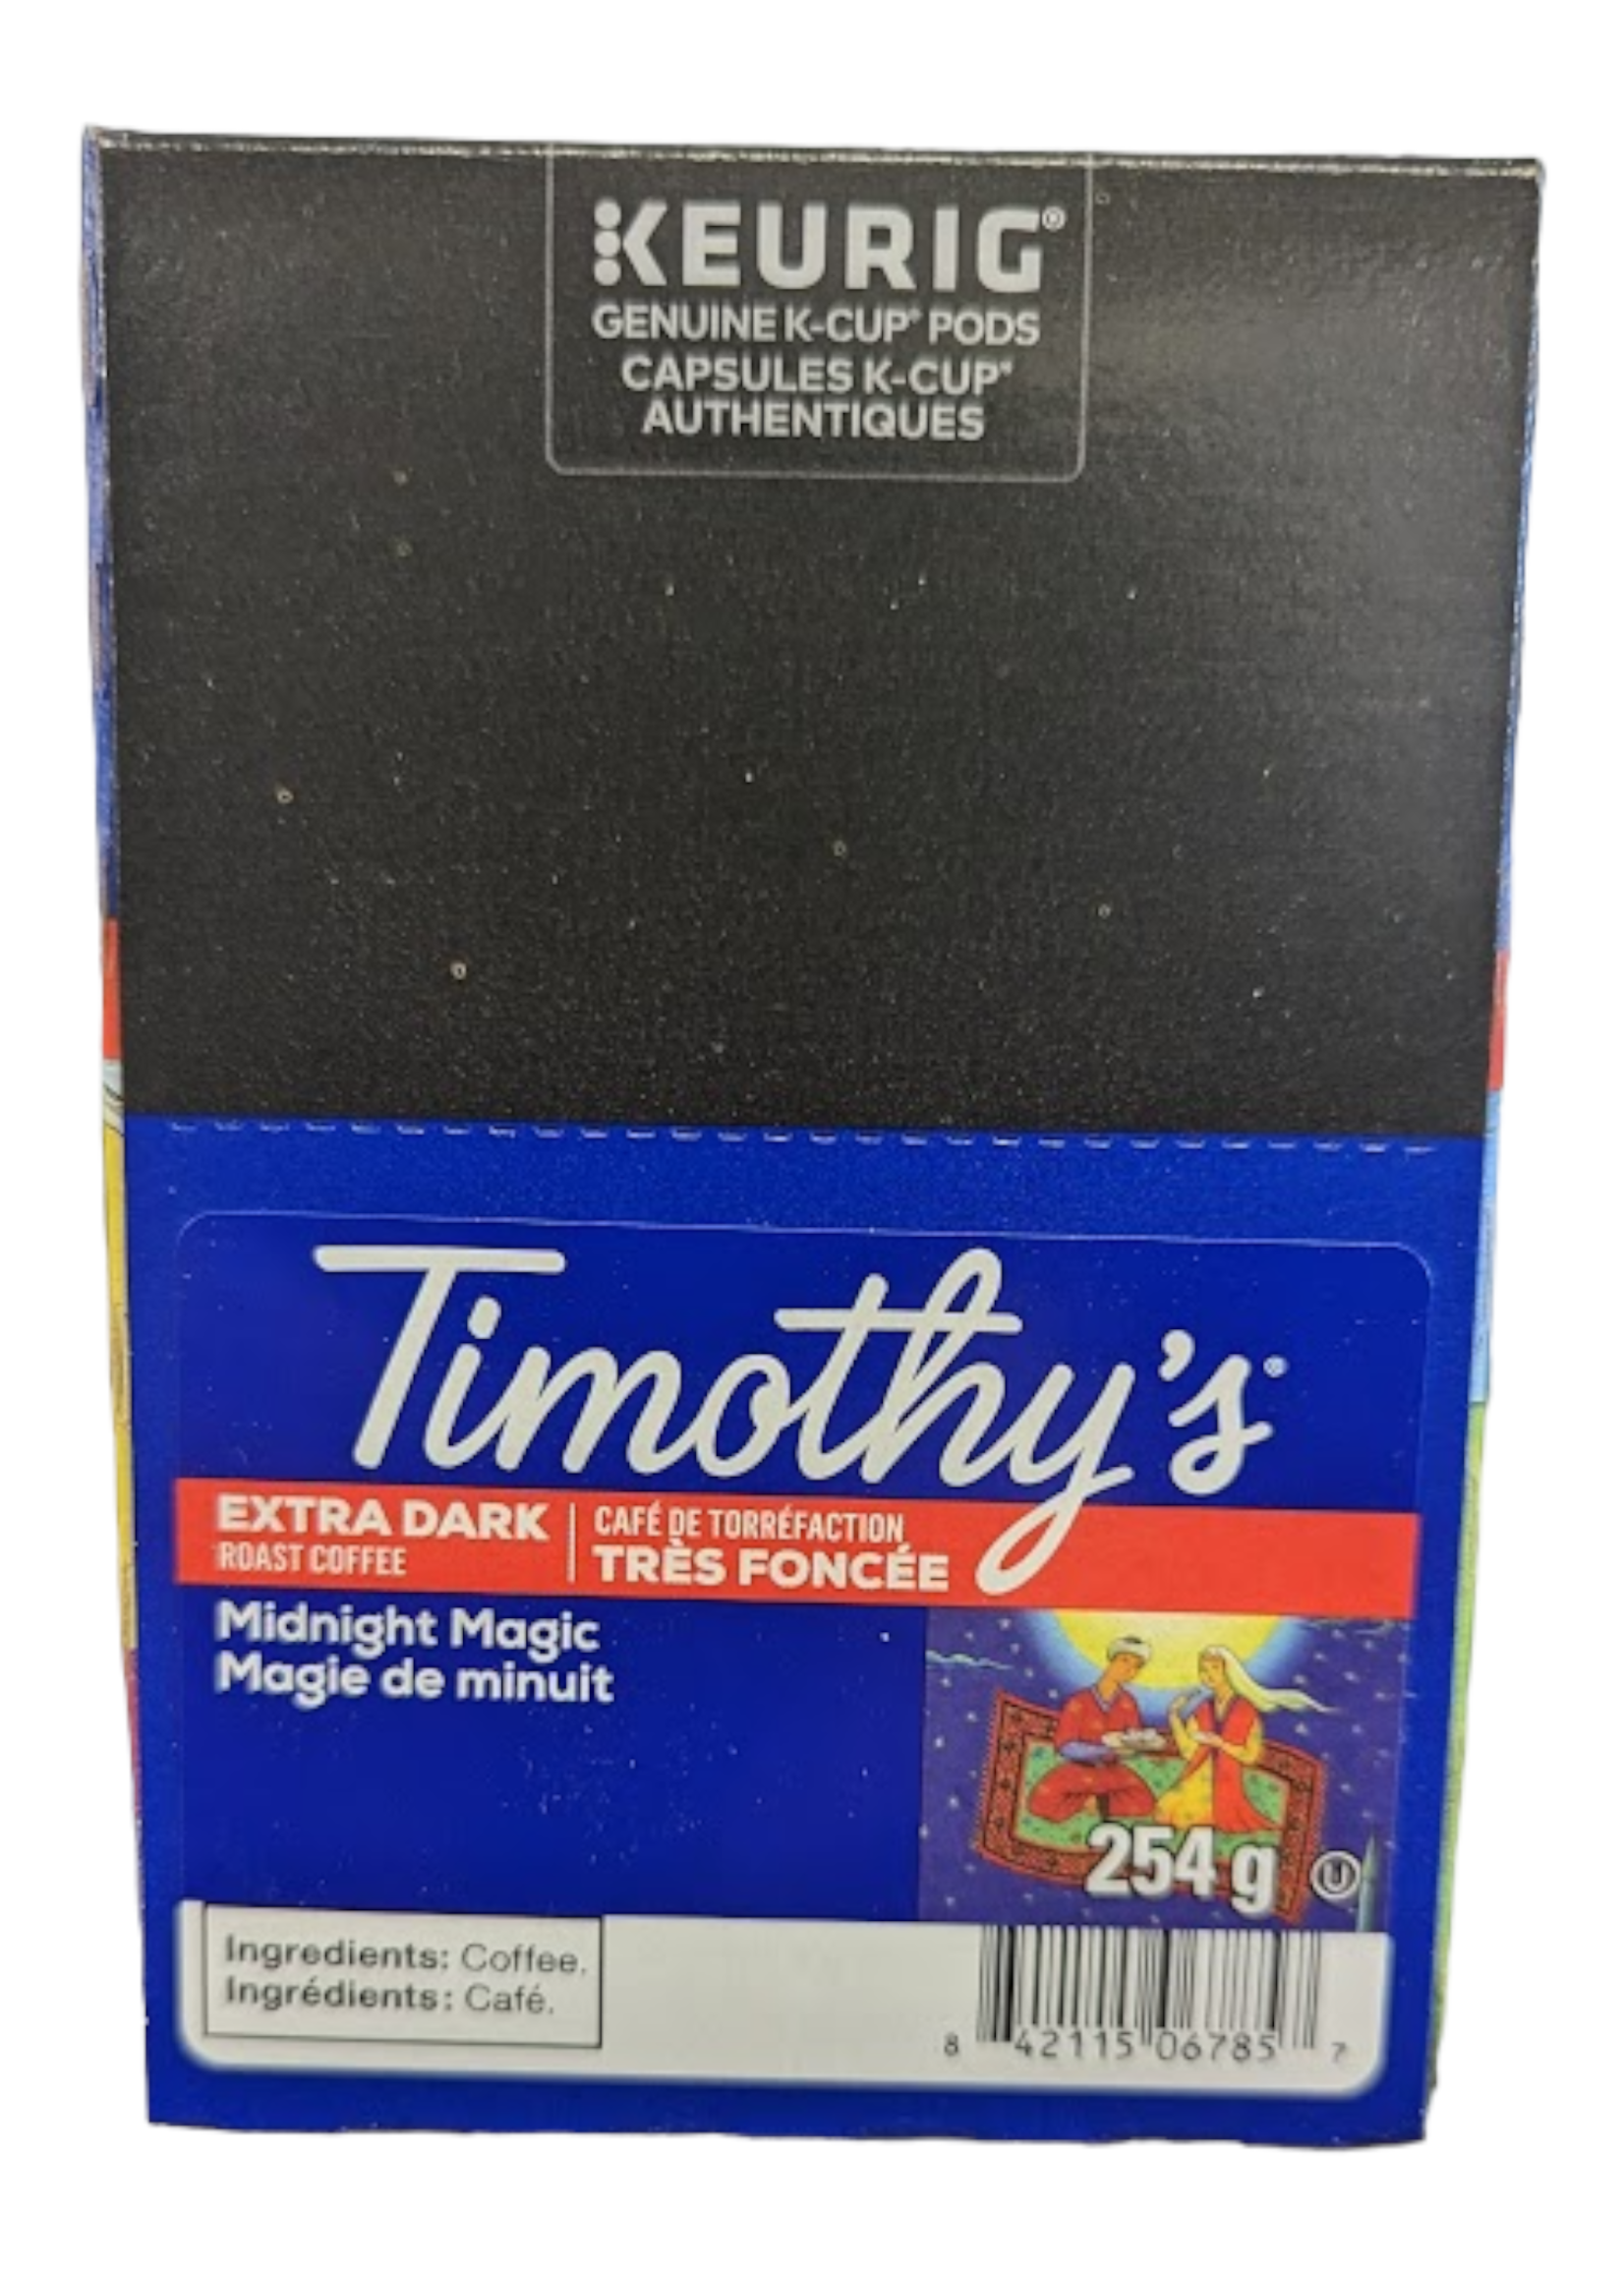 KEURIG®
GENUINE K-CUP® PODS
CAPSULES K-CUP®
AUTHENTIQUES
Timothy's®
EXTRA DARK
ROAST COFFEE
CAFÉ DE TORRÉFACTION
TRÈS FONCÉE
Midnight Magic
Magie de minuit
254 g
U
Ingredients: Coffee.
Ingrédients: Café.
8 42115 06785 7